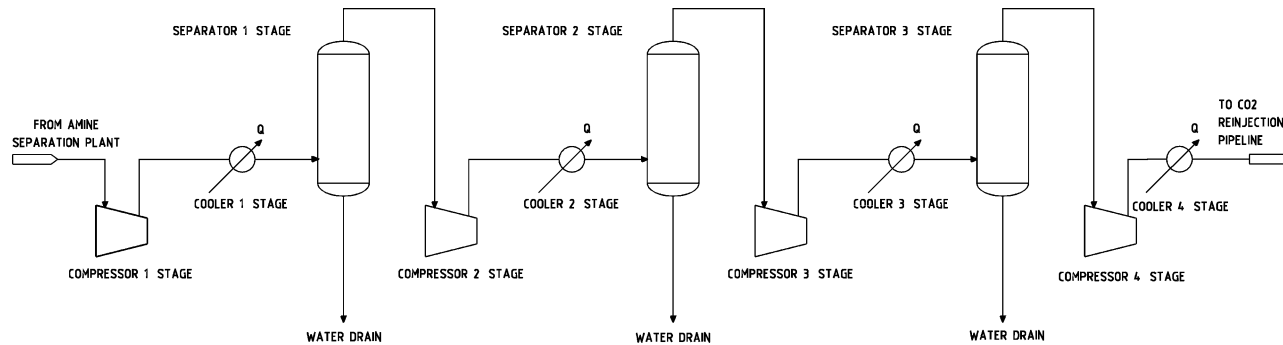 SEPARATOR 1 STAGE
SEPARATOR 2 STAGE
SEPARATOR 3 STAGE
FROM AMINE
SEPARATION PLANT
Q
Q
Q
Q
TO CO2
REINJECTION
PIPELINE
COOLER 1 STAGE
COOLER 2 STAGE
COOLER 3 STAGE
COOLER 4 STAGE
COMPRESSOR 1 STAGE
COMPRESSOR 2 STAGE
COMPRESSOR 3 STAGE
COMPRESSOR 4 STAGE
WATER DRAIN
WATER DRAIN
WATER DRAIN